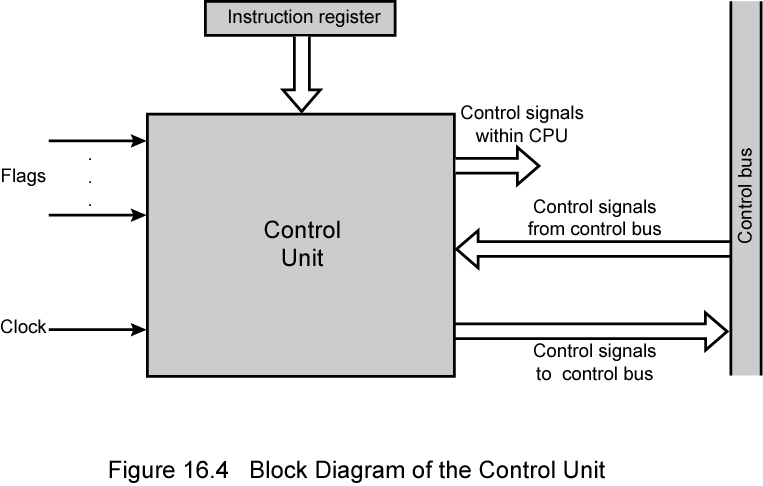 Instruction register
Control signals
within CPU
Flags
Control signals
from control bus
Control
Unit
Control bus
Clock
Control signals
to control bus
Figure 16.4 Block Diagram of the Control Unit